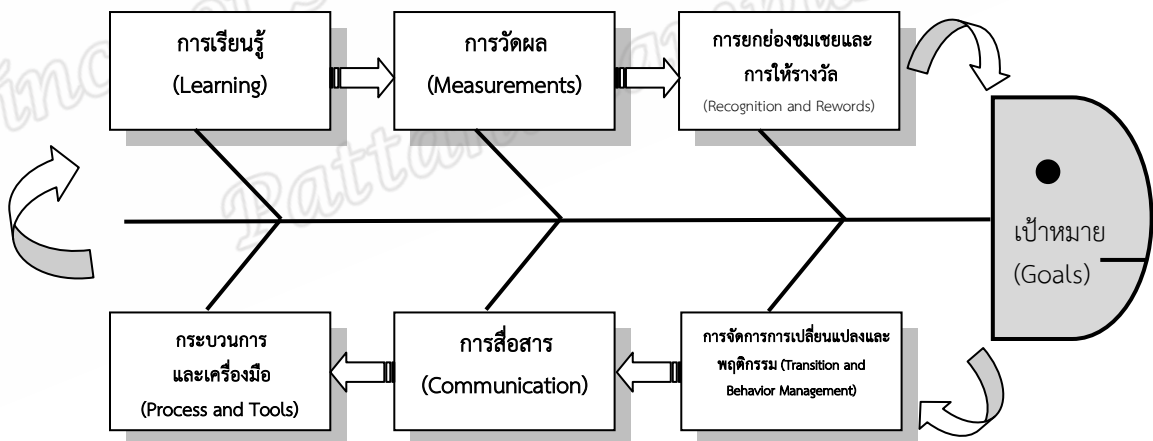 การเรียนรู้
(Learning)
การวัดผล
(Measurements)
การยกย่องชมเชยและ
การให้รางวัล
(Recognition and Rewords)
เป้าหมาย
(Goals)
กระบวนการ
และเครื่องมือ
(Process and Tools)
การสื่อสาร
(Communication)
การจัดการการเปลี่ยนแปลงและ
พฤติกรรม (Transition and
Behavior Management)